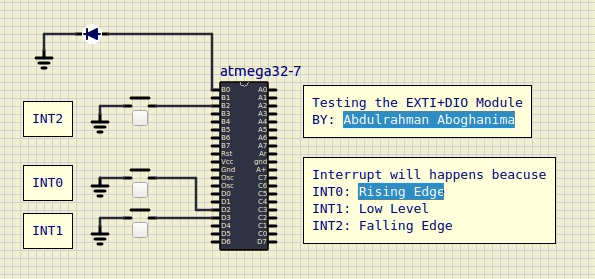 atmega32-7
INT2
INT0
INT1
B0
B1
B2
B3
B4
B5
B6
B7
Rst
Vcc
Gnd
Osc
Osc
D0
D1
D2
D3
D4
D5
D6
A0
A1
A2
A3
A4
A5
A6
A7
Ar
gnd
A+
C7
C6
C5
C4
C3
C2
C1
C0
D7
Testing the EXTI+DIO Module
BY: Abdulrahman Aboghanima
Interrupt will happens beacuse
INT0: Rising Edge
INT1: Low Level
INT2: Falling Edge